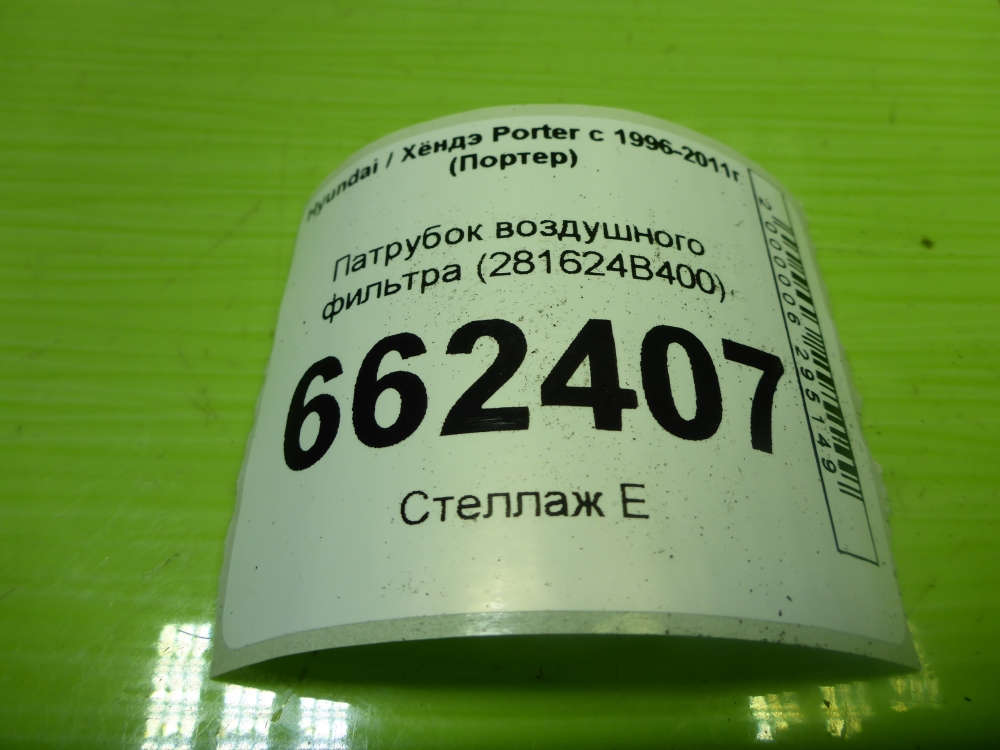 Hyundai / Хёндэ Porter с 1996-2011г.
(Портер)
Патрубок воздушного
фильтра (281624B400)
662407
Стеллаж Е
2000006295149